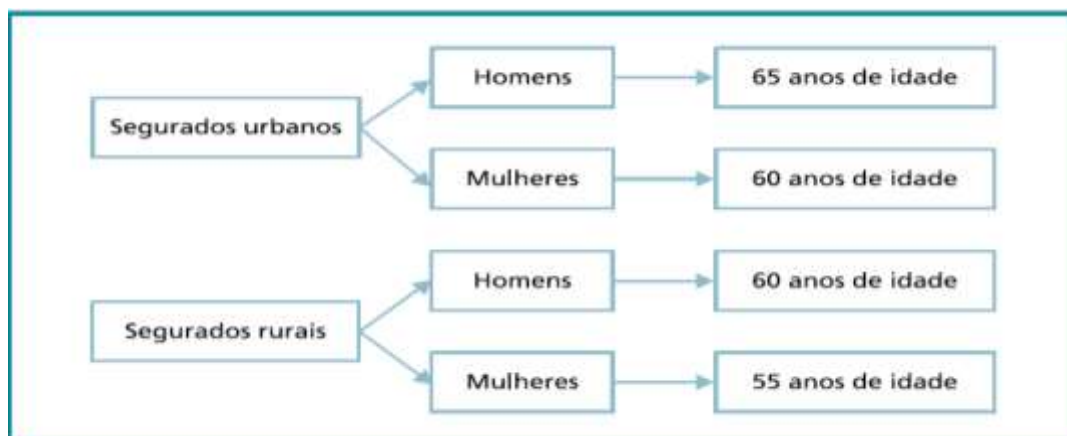 Segurados urbanos
Homens
65 anos de idade
Mulheres
60 anos de idade
Segurados rurais
Homens
60 anos de idade
Mulheres
55 anos de idade